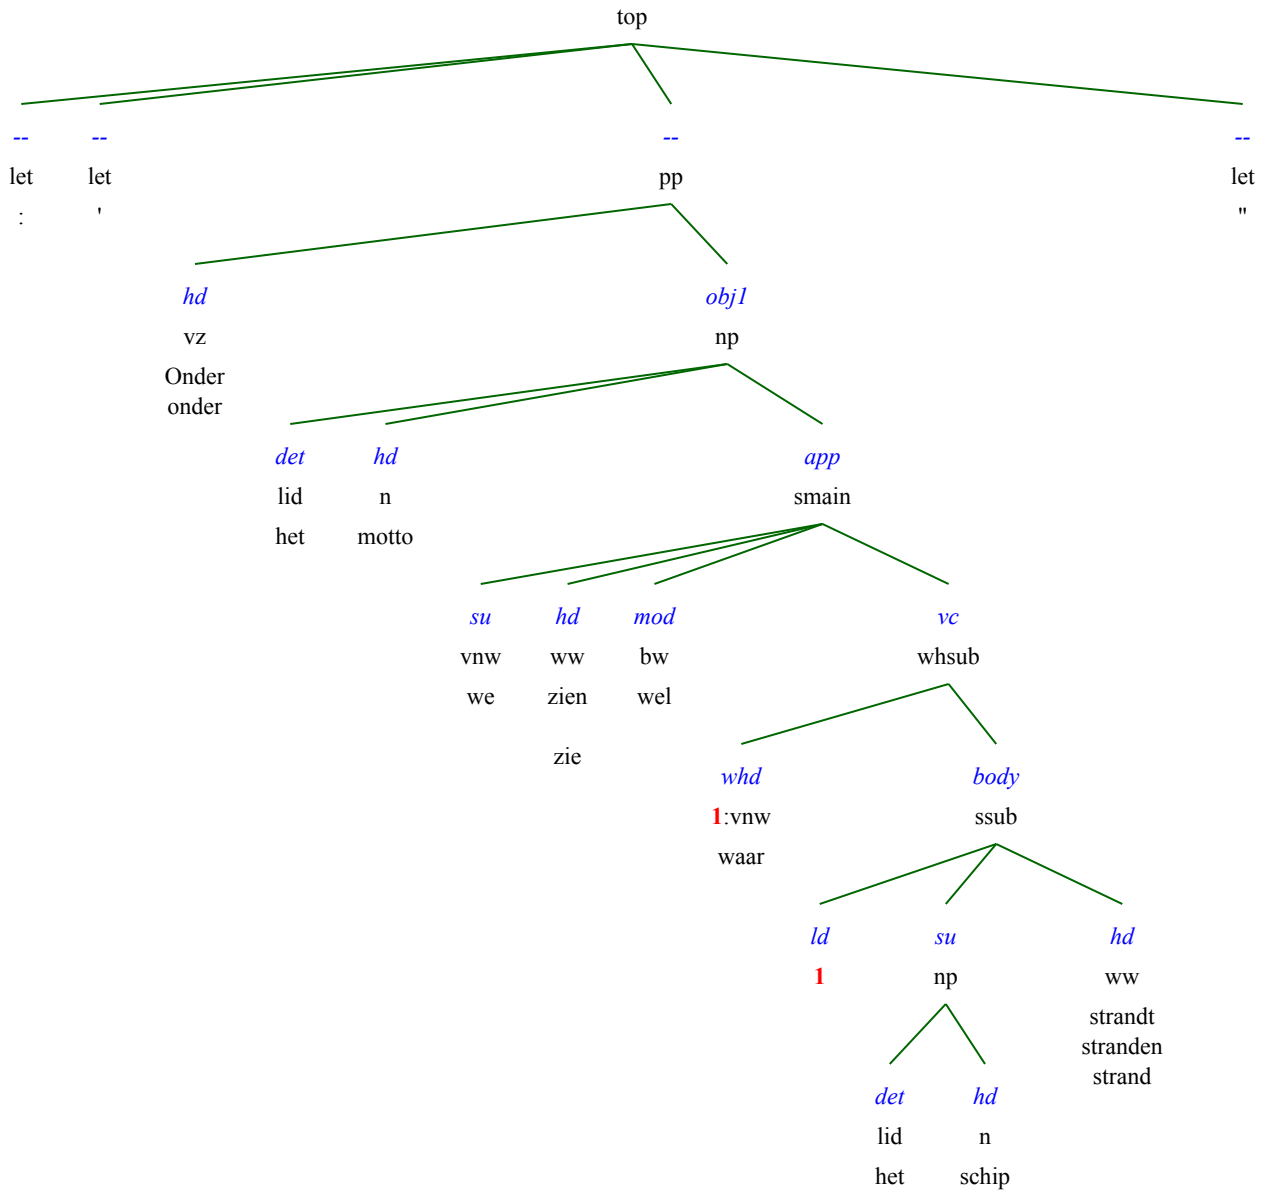 top
-- -- -- --
let let pp let
: ' "
hd obj1
vz np
Onder
onder
det hd app
lid n smain
het motto
su hd mod vc
vnw ww bw whsub
we zien wel
zie
whd body
1:vnw ssub
waar
ld su hd
1 np ww
strandt
stranden
strand
det hd
lid n
het schip